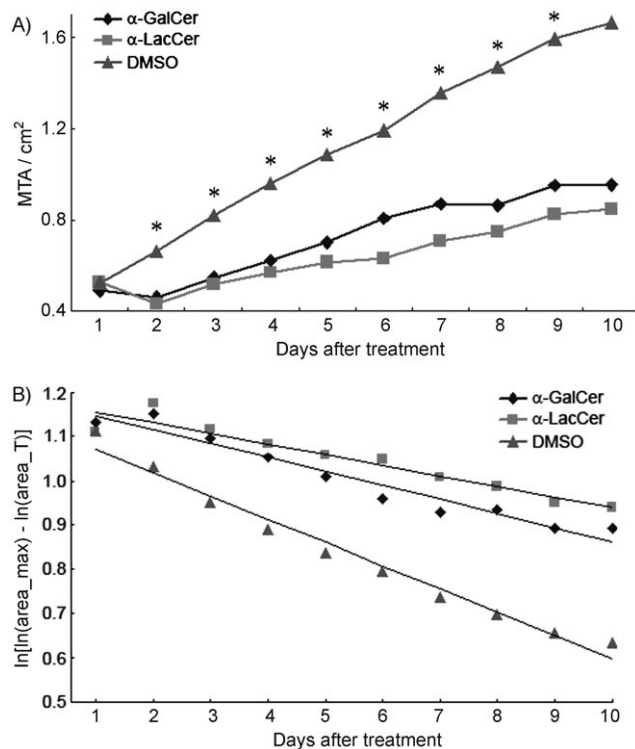 A)
α-GalCer
α-LacCer
DMSO
MTA / cm²
1.6
1.2
0.8
0.4
* * * * * * * *
1 2 3 4 5 6 7 8 9 10
Days after treatment
B)
α-GalCer
α-LacCer
DMSO
ln[ln(area_max) - ln(area_T)]
1.2
1.1
1.0
0.9
0.8
0.7
0.6
0.5
1 2 3 4 5 6 7 8 9 10
Days after treatment